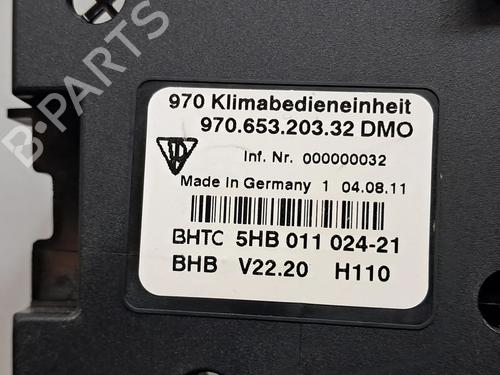 970 Klimabedieneinheit
970.653.203.32 DMO
Inf. Nr. 000000032
Made in Germany 1 04.08.11
BHTC 5HB 011 024-21
BHB V22.20 H110
B-PARTS